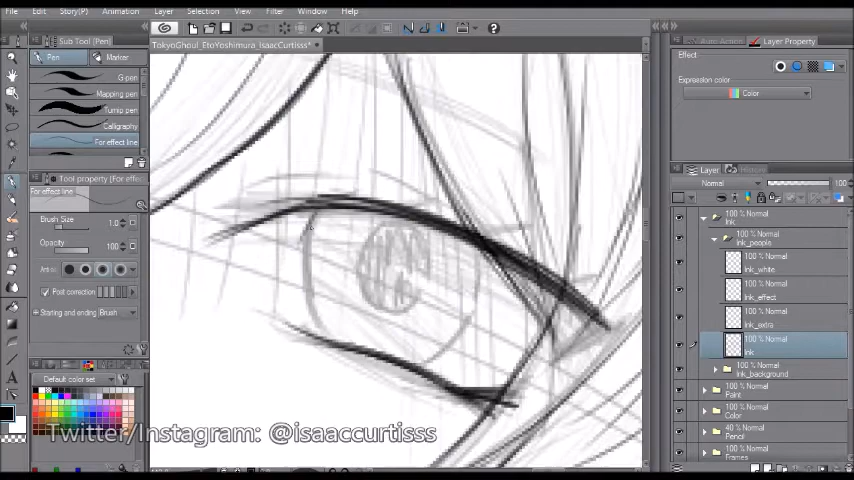 File Edit Story(P) Animation Layer Selection View Filter Window Help
Sub Tool (Pen)
TokyoGhoul_EtoYoshimura_IsaacCurtiss*
Pen Marker
G-pen
Mapping pen
Turnip pen
Calligraphy
For effect line
Tool property (For effe
For effect line
Brush Size 1.0
Opacity 100
Post correction
Starting and ending Brush
Default color set
Auto Action Layer Property
Effect
Expression color
Color
Layer History
Normal 100
100 % Normal
Ink
100 % Normal
Ink_people
100 % Normal
Ink_white
100 % Normal
Ink_effect
100 % Normal
Ink_extra
100 % Normal
Ink
100 % Normal
Ink_background
100 % Normal
Paint
100 % Normal
Color
40 % Normal
Pencil
100 % Normal
Frames
Twitter/Instagram: @isaaccurtisss